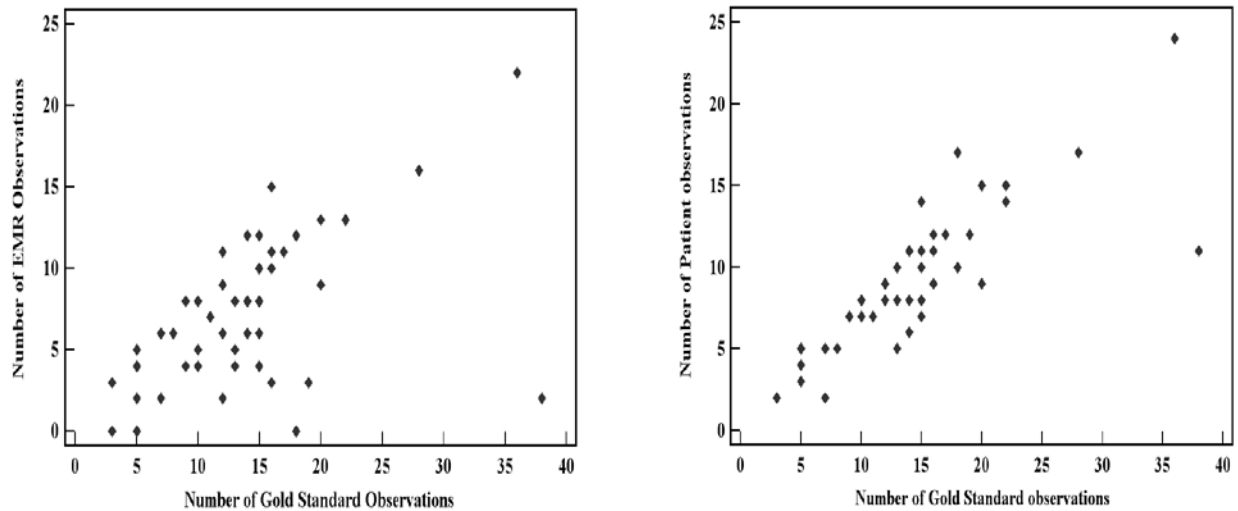 Number of EMR Observations
25
20
15
10
5
0
0 5 10 15 20 25 30 35 40
Number of Gold Standard Observations
Number of Patient observations
25
20
15
10
5
0
0 5 10 15 20 25 30 35 40
Number of Gold Standard observations